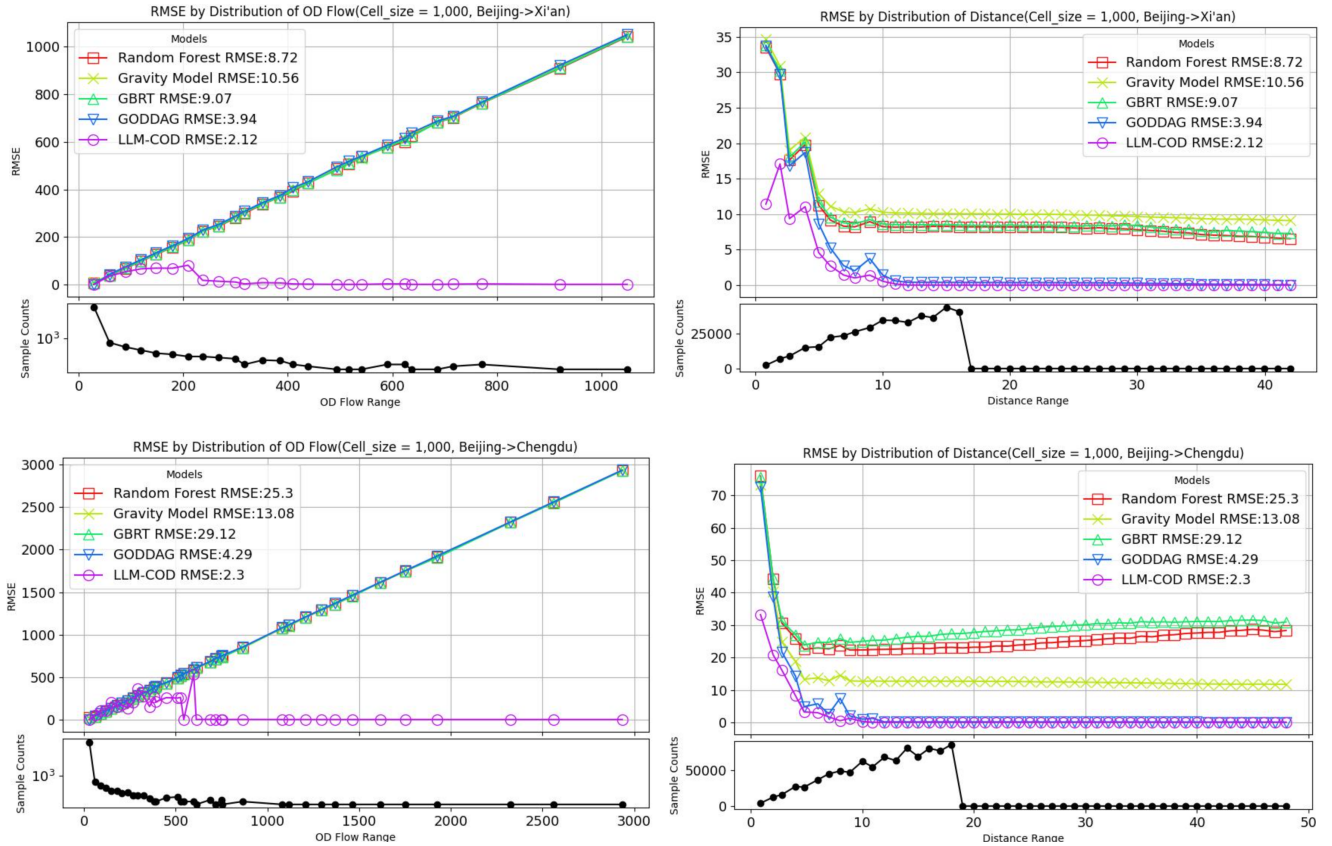 RMSE by Distribution of OD Flow(Cell_size = 1,000, Beijing->Xi'an)
Models
Random Forest RMSE:8.72
Gravity Model RMSE:10.56
GBRT RMSE:9.07
GODDAG RMSE:3.94
LLM-COD RMSE:2.12
RMSE
1000
800
600
400
200
0
Sample Counts
10³
0
200
400
600
800
1000
OD Flow Range
RMSE by Distribution of Distance(Cell_size = 1,000, Beijing->Xi'an)
Models
Random Forest RMSE:8.72
Gravity Model RMSE:10.56
GBRT RMSE:9.07
GODDAG RMSE:3.94
LLM-COD RMSE:2.12
RMSE
35
30
25
20
15
10
5
0
Sample Counts
25000
0
0
10
20
30
40
Distance Range
RMSE by Distribution of OD Flow(Cell_size = 1,000, Beijing->Chengdu)
Models
Random Forest RMSE:25.3
Gravity Model RMSE:13.08
GBRT RMSE:29.12
GODDAG RMSE:4.29
LLM-COD RMSE:2.3
RMSE
3000
2500
2000
1500
1000
500
0
Sample Counts
10³
0
500
1000
1500
2000
2500
3000
OD Flow Range
RMSE by Distribution of Distance(Cell_size = 1,000, Beijing->Chengdu)
Models
Random Forest RMSE:25.3
Gravity Model RMSE:13.08
GBRT RMSE:29.12
GODDAG RMSE:4.29
LLM-COD RMSE:2.3
RMSE
70
60
50
40
30
20
10
0
Sample Counts
50000
0
0
10
20
30
40
50
Distance Range